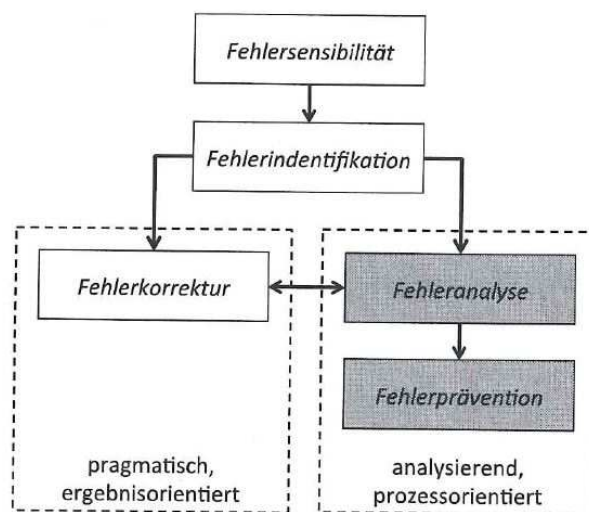 Fehlersensibilität
Fehlerindentifikation
Fehlerkorrektur
Fehleranalyse
Fehlerprävention
pragmatisch,
ergebnisorientiert
analysierend,
prozessorientiert